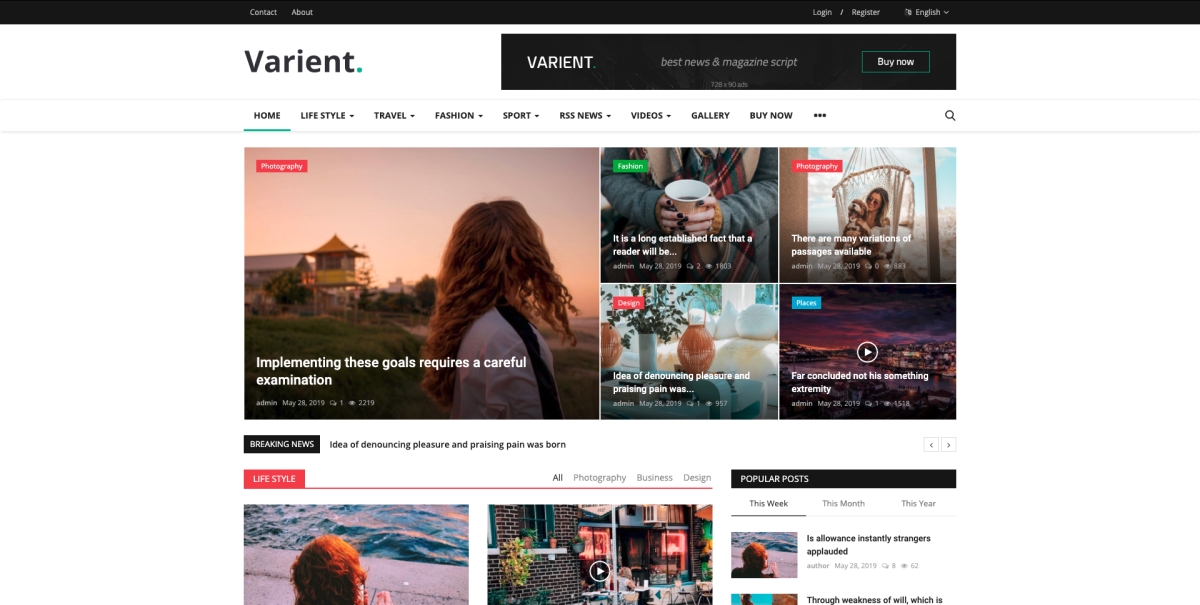 Contact About
Login / Register English
Varient.
VARIENT.
best news & magazine script
Buy now
728 x 90 ads
HOME LIFE STYLE TRAVEL FASHION SPORT RSS NEWS VIDEOS GALLERY BUY NOW •••
Photography
Implementing these goals requires a careful
examination
admin May 28, 2019 1 2219
Fashion
It is a long established fact that a
reader will be...
admin May 28, 2019 2 1803
Photography
There are many variations of
passages available
admin May 28, 2019 0 883
Design
Idea of denouncing pleasure and
praising pain was...
admin May 28, 2019 1 957
Places
Far concluded not his something
extremity
admin May 28, 2019 1 1518
BREAKING NEWS Idea of denouncing pleasure and praising pain was born
LIFE STYLE
All Photography Business Design
POPULAR POSTS
This Week This Month This Year
Is allowance instantly strangers
applauded
author May 28, 2019 8 62
Through weakness of will, which is